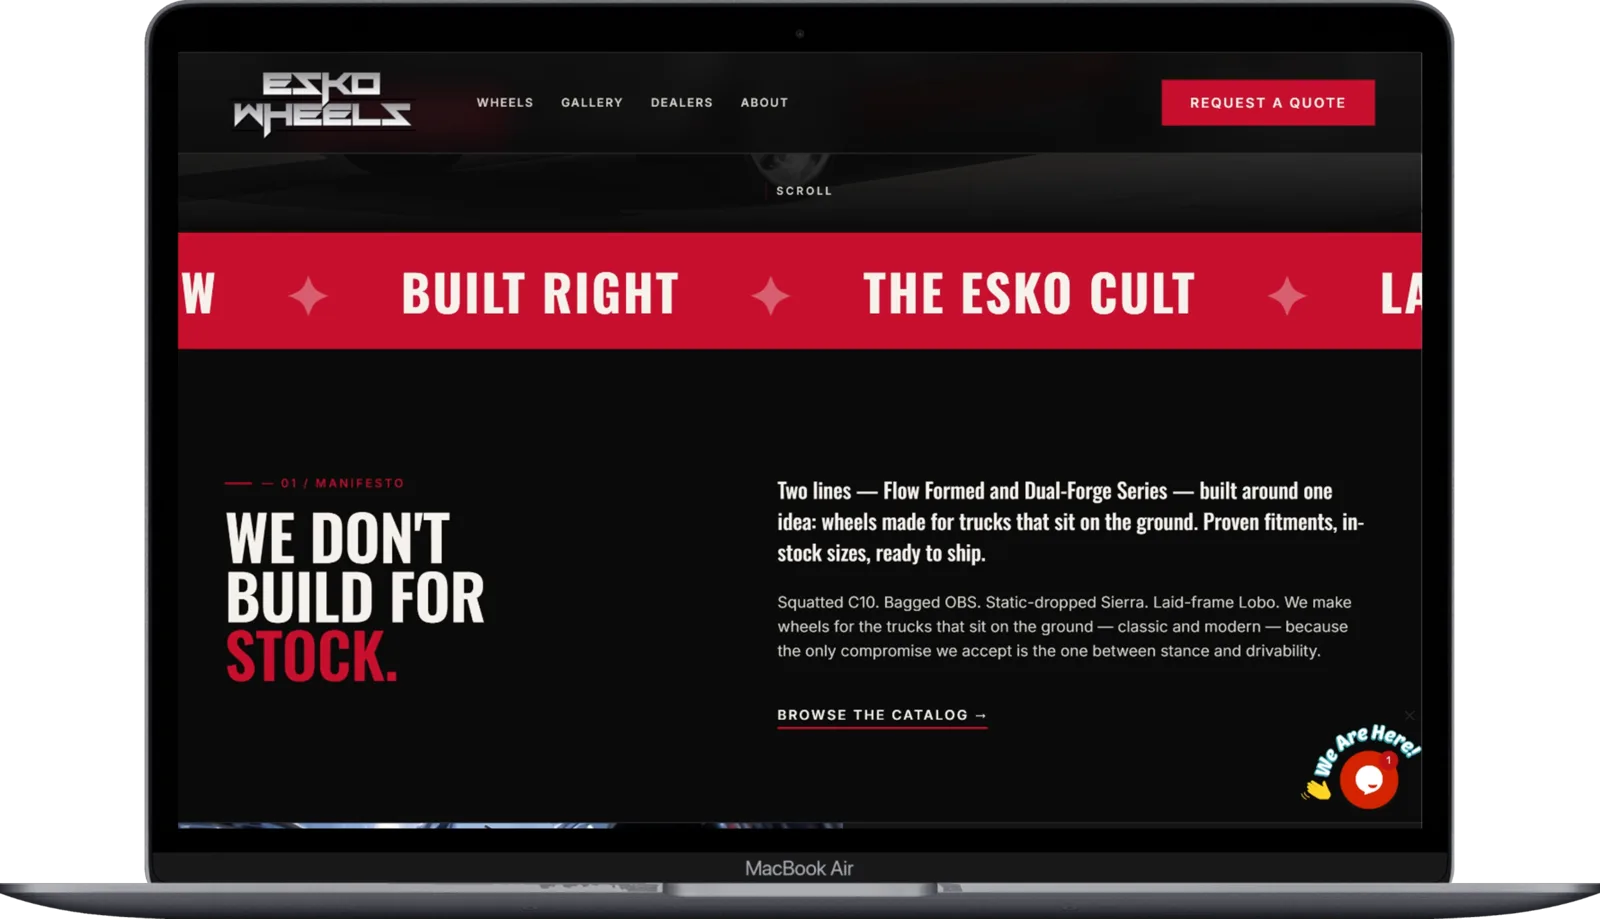 ESKO
WHEELS
WHEELS GALLERY DEALERS ABOUT
REQUEST A QUOTE
SCROLL
W BUILT RIGHT THE ESKO CULT LA
— 01 / MANIFESTO
WE DON'T
BUILD FOR
STOCK.
Two lines — Flow Formed and Dual-Forge Series — built around one
idea: wheels made for trucks that sit on the ground. Proven fitments, in-
stock sizes, ready to ship.
Squatted C10. Bagged OBS. Static-dropped Sierra. Laid-frame Lobo. We make
wheels for the trucks that sit on the ground — classic and modern — because
the only compromise we accept is the one between stance and drivability.
BROWSE THE CATALOG →
We Are Here!
1
MacBook Air